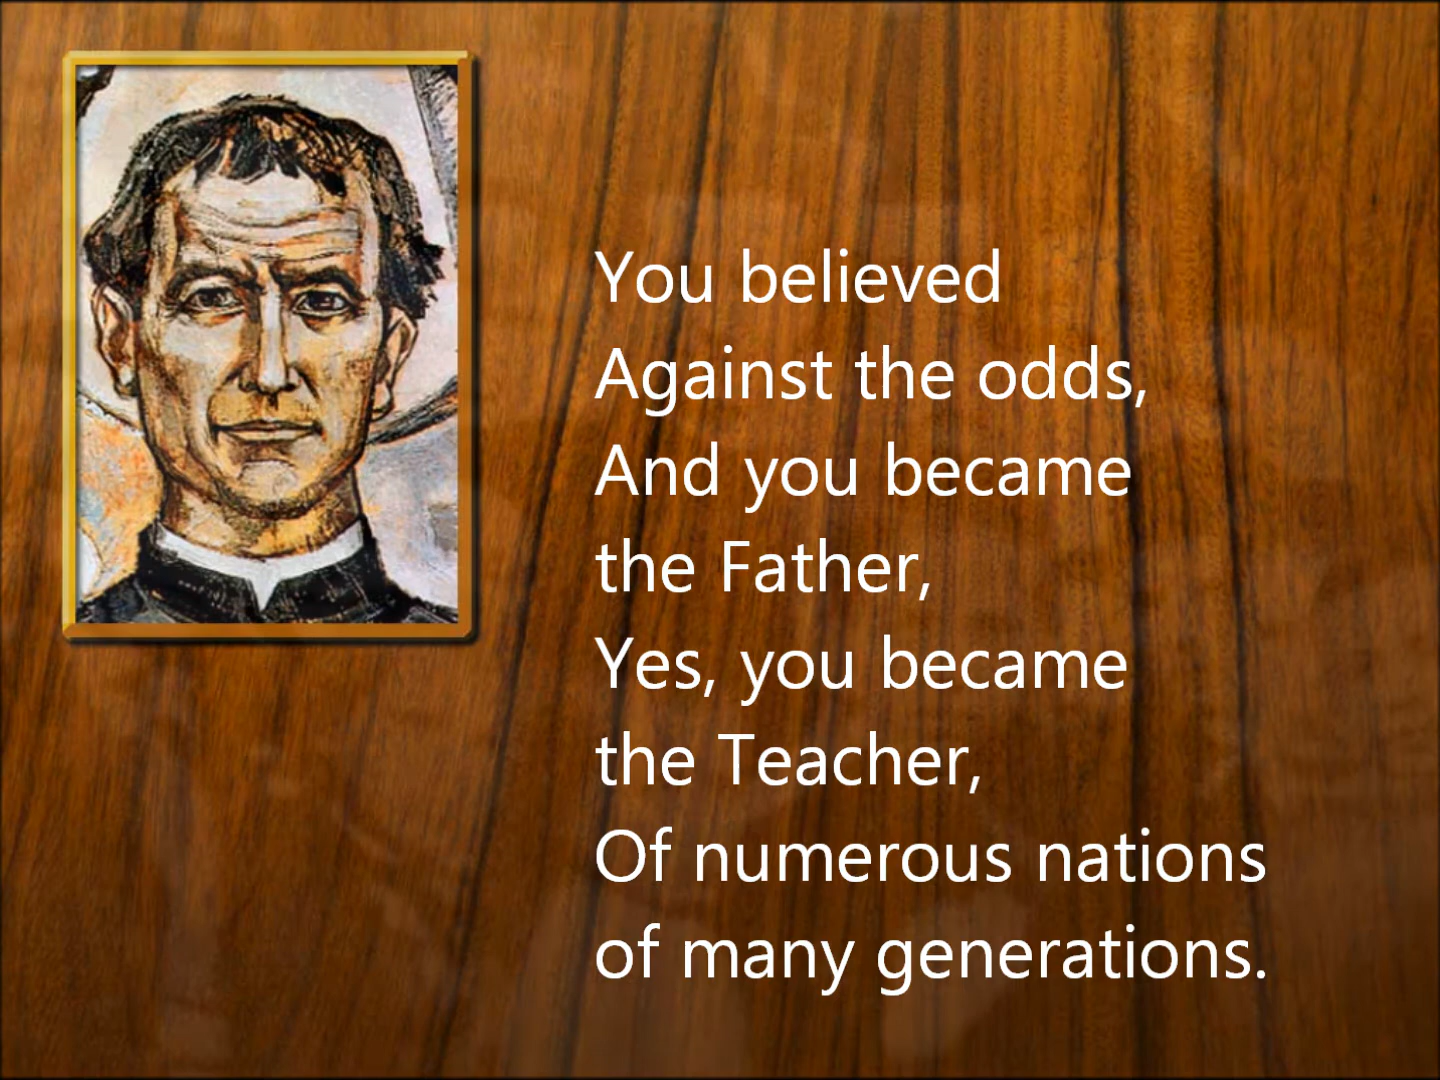 You believed
Against the odds,
And you became
the Father,
Yes, you became
the Teacher,
Of numerous nations
of many generations.